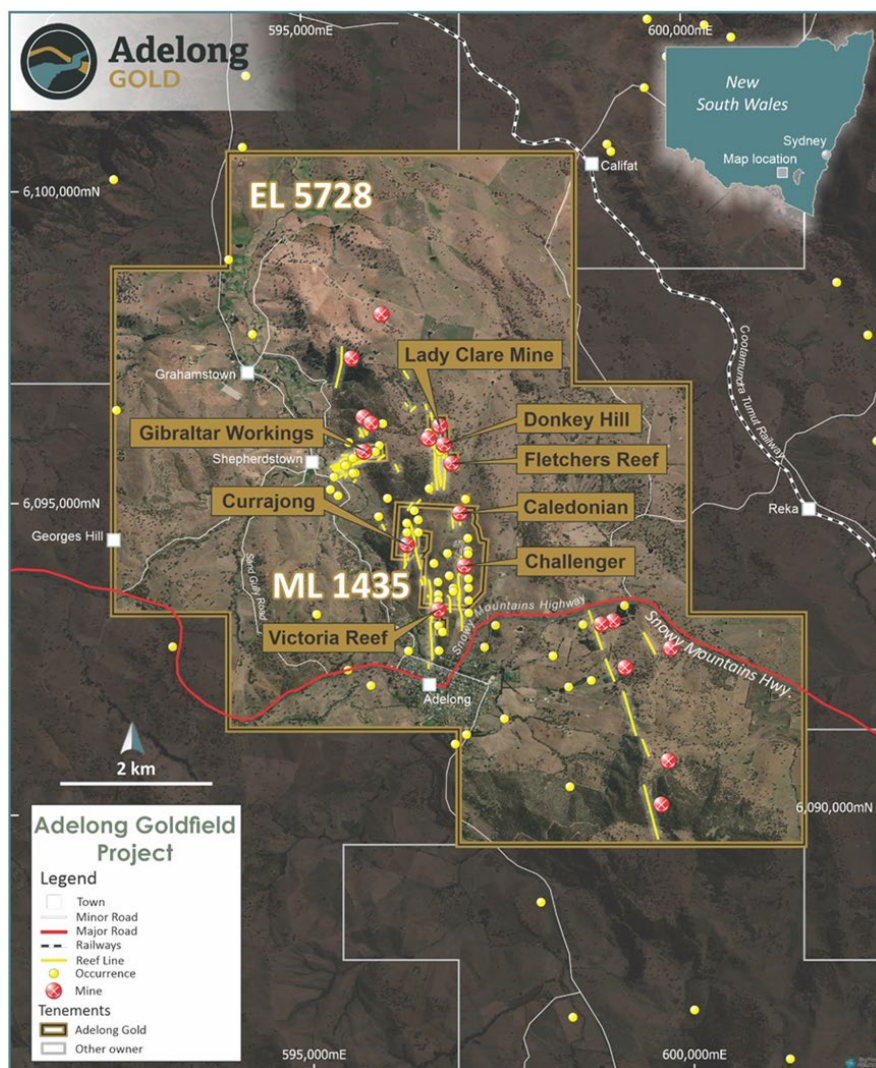 Adelong
GOLD
595,000mE
600,000mE
New
South Wales
Sydney
Map location
6,100,000mN
EL 5728
Califat
Cootamundra Tumut Railway
Lady Clare Mine
Grahamstown
Donkey Hill
Gibraltar Workings
Fletchers Reef
Shepherdstown
Currajong
Caledonian
6,095,000mN
Reka
Georges Hill
Challenger
Sand Gully Road
ML 1435
Snowy Mountains Highway
Victoria Reef
Snowy Mountains Hwy.
Adelong
2 km
6,090,000mN
Adelong Goldfield
Project
Legend
Town
Minor Road
Major Road
Railways
Reef Line
Occurrence
Mine
Tenements
Adelong Gold
Other owner
595,000mE
600,000mE